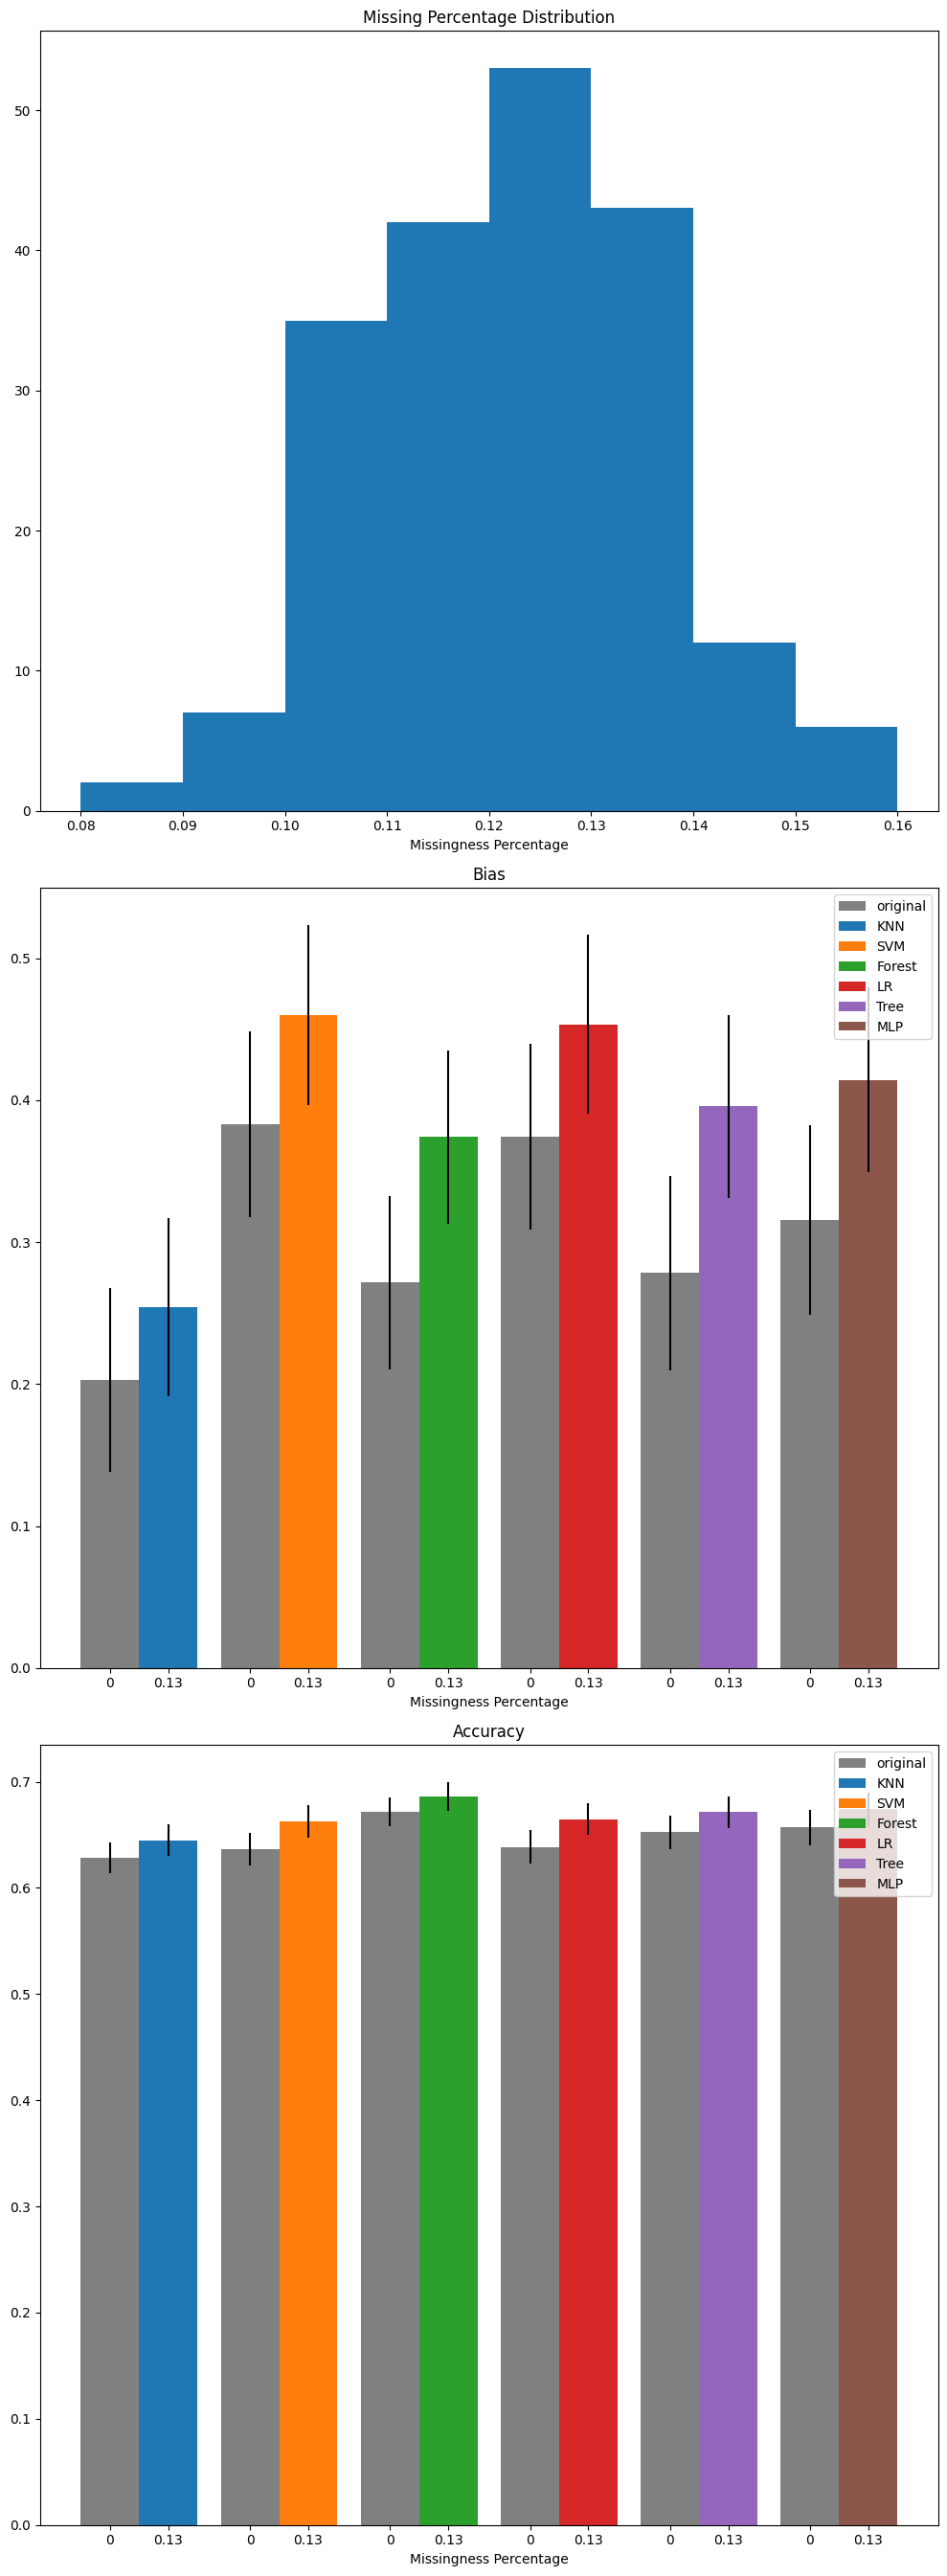 Missing Percentage Distribution
50
40
30
20
10
0
0.08 0.09 0.10 0.11 0.12 0.13 0.14 0.15 0.16
Missingness Percentage
Bias
original
KNN
SVM
Forest
LR
Tree
MLP
0.5
0.4
0.3
0.2
0.1
0.0
0 0.13 0 0.13 0 0.13 0 0.13 0 0.13 0 0.13
Missingness Percentage
Accuracy
original
KNN
SVM
Forest
LR
Tree
MLP
0.7
0.6
0.5
0.4
0.3
0.2
0.1
0.0
0 0.13 0 0.13 0 0.13 0 0.13 0 0.13 0 0.13
Missingness Percentage